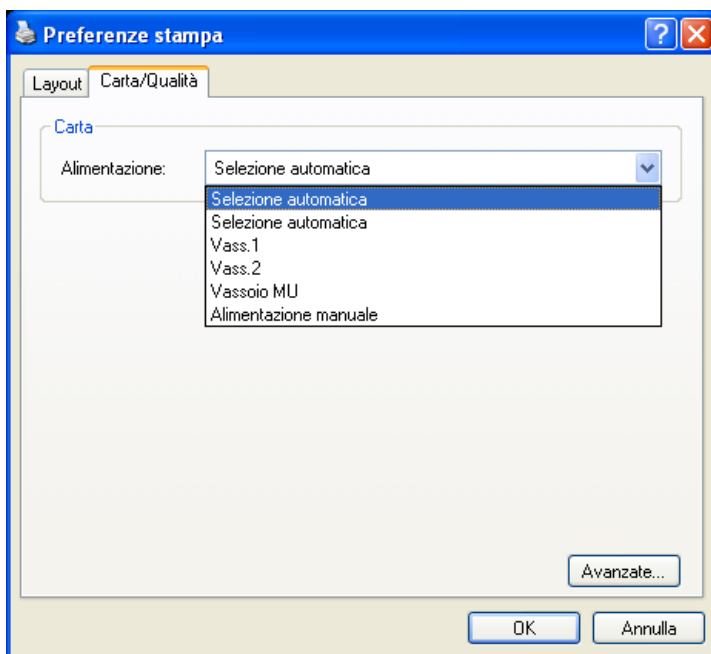 Preferenze stampa
Layout
Carta/Qualità
Carta
Alimentazione: Selezione automatica
Selezione automatica
Selezione automatica
Vass.1
Vass.2
Vassoio MU
Alimentazione manuale
Avanzate...
OK
Annulla